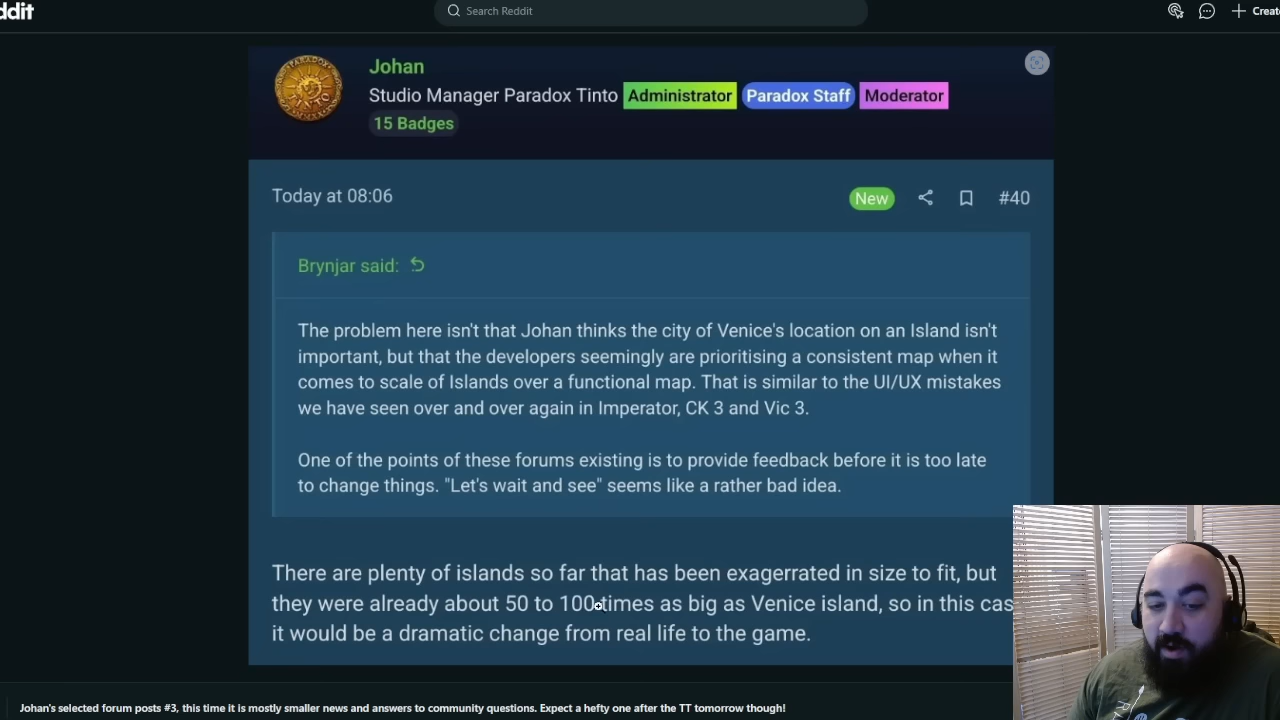 ddit
Search Reddit
Create
Johan
Studio Manager Paradox Tinto Administrator Paradox Staff Moderator
15 Badges
PARADOX
TINTO
Today at 08:06
New
#40
Brynjar said:
The problem here isn't that Johan thinks the city of Venice's location on an Island isn't
important, but that the developers seemingly are prioritising a consistent map when it
comes to scale of Islands over a functional map. That is similar to the UI/UX mistakes
we have seen over and over again in Imperator, CK 3 and Vic 3.
One of the points of these forums existing is to provide feedback before it is too late
to change things. "Let's wait and see" seems like a rather bad idea.
There are plenty of islands so far that has been exagerrated in size to fit, but
they were already about 50 to 100 times as big as Venice island, so in this cas
it would be a dramatic change from real life to the game.
Johan's selected forum posts #3, this time it is mostly smaller news and answers to community questions. Expect a hefty one after the TT tomorrow though!